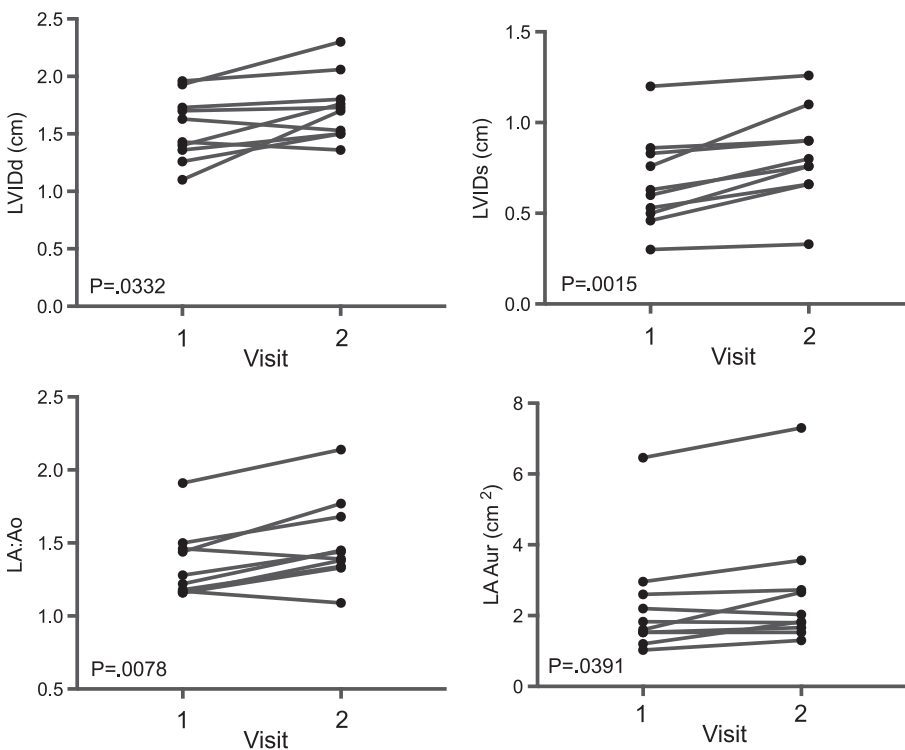 LVIDd (cm)
2.5
2.0
1.5
1.0
0.5
0.0
P=.0332
1 2
Visit
LVIDs (cm)
1.5
1.0
0.5
0.0
P=.0015
1 2
Visit
LA:Ao
2.5
2.0
1.5
1.0
0.5
P=.0078
1 2
Visit
LA Aur (cm ²)
8
6
4
2
0
P=.0391
1 2
Visit